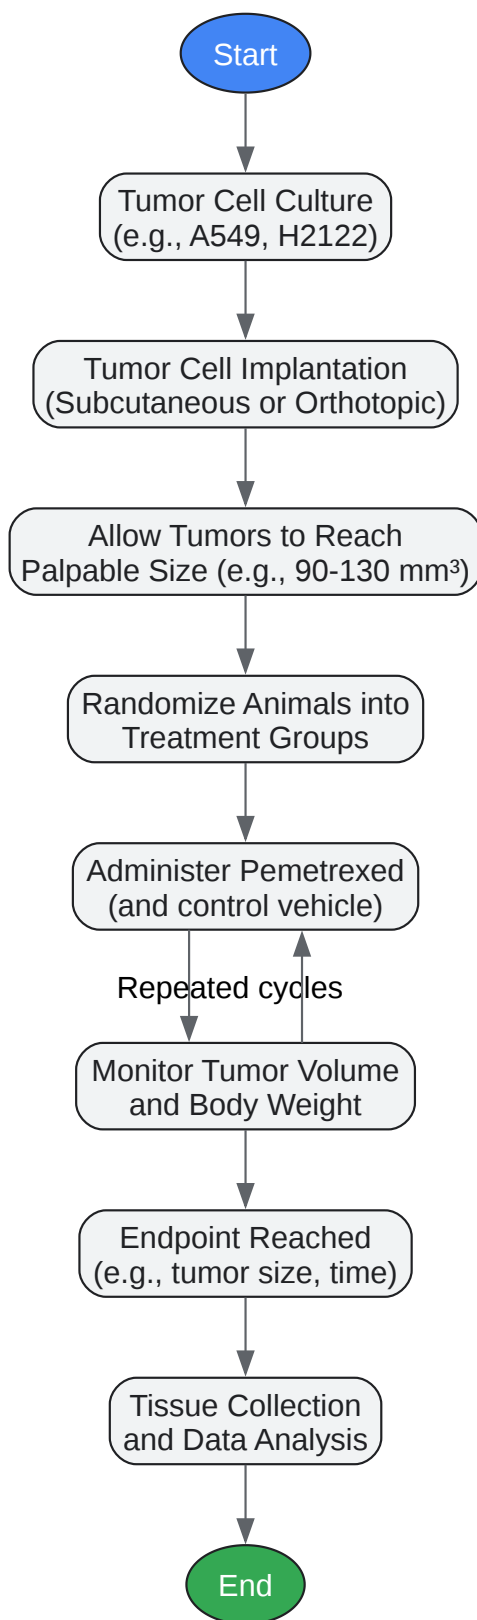 Start
Tumor Cell Culture
(e.g., A549, H2122)
Tumor Cell Implantation
(Subcutaneous or Orthotopic)
Allow Tumors to Reach
Palpable Size (e.g., 90-130 mm³)
Randomize Animals into
Treatment Groups
Administer Pemetrexed
(and control vehicle)
Repeated cycles
Monitor Tumor Volume
and Body Weight
Endpoint Reached
(e.g., tumor size, time)
Tissue Collection
and Data Analysis
End